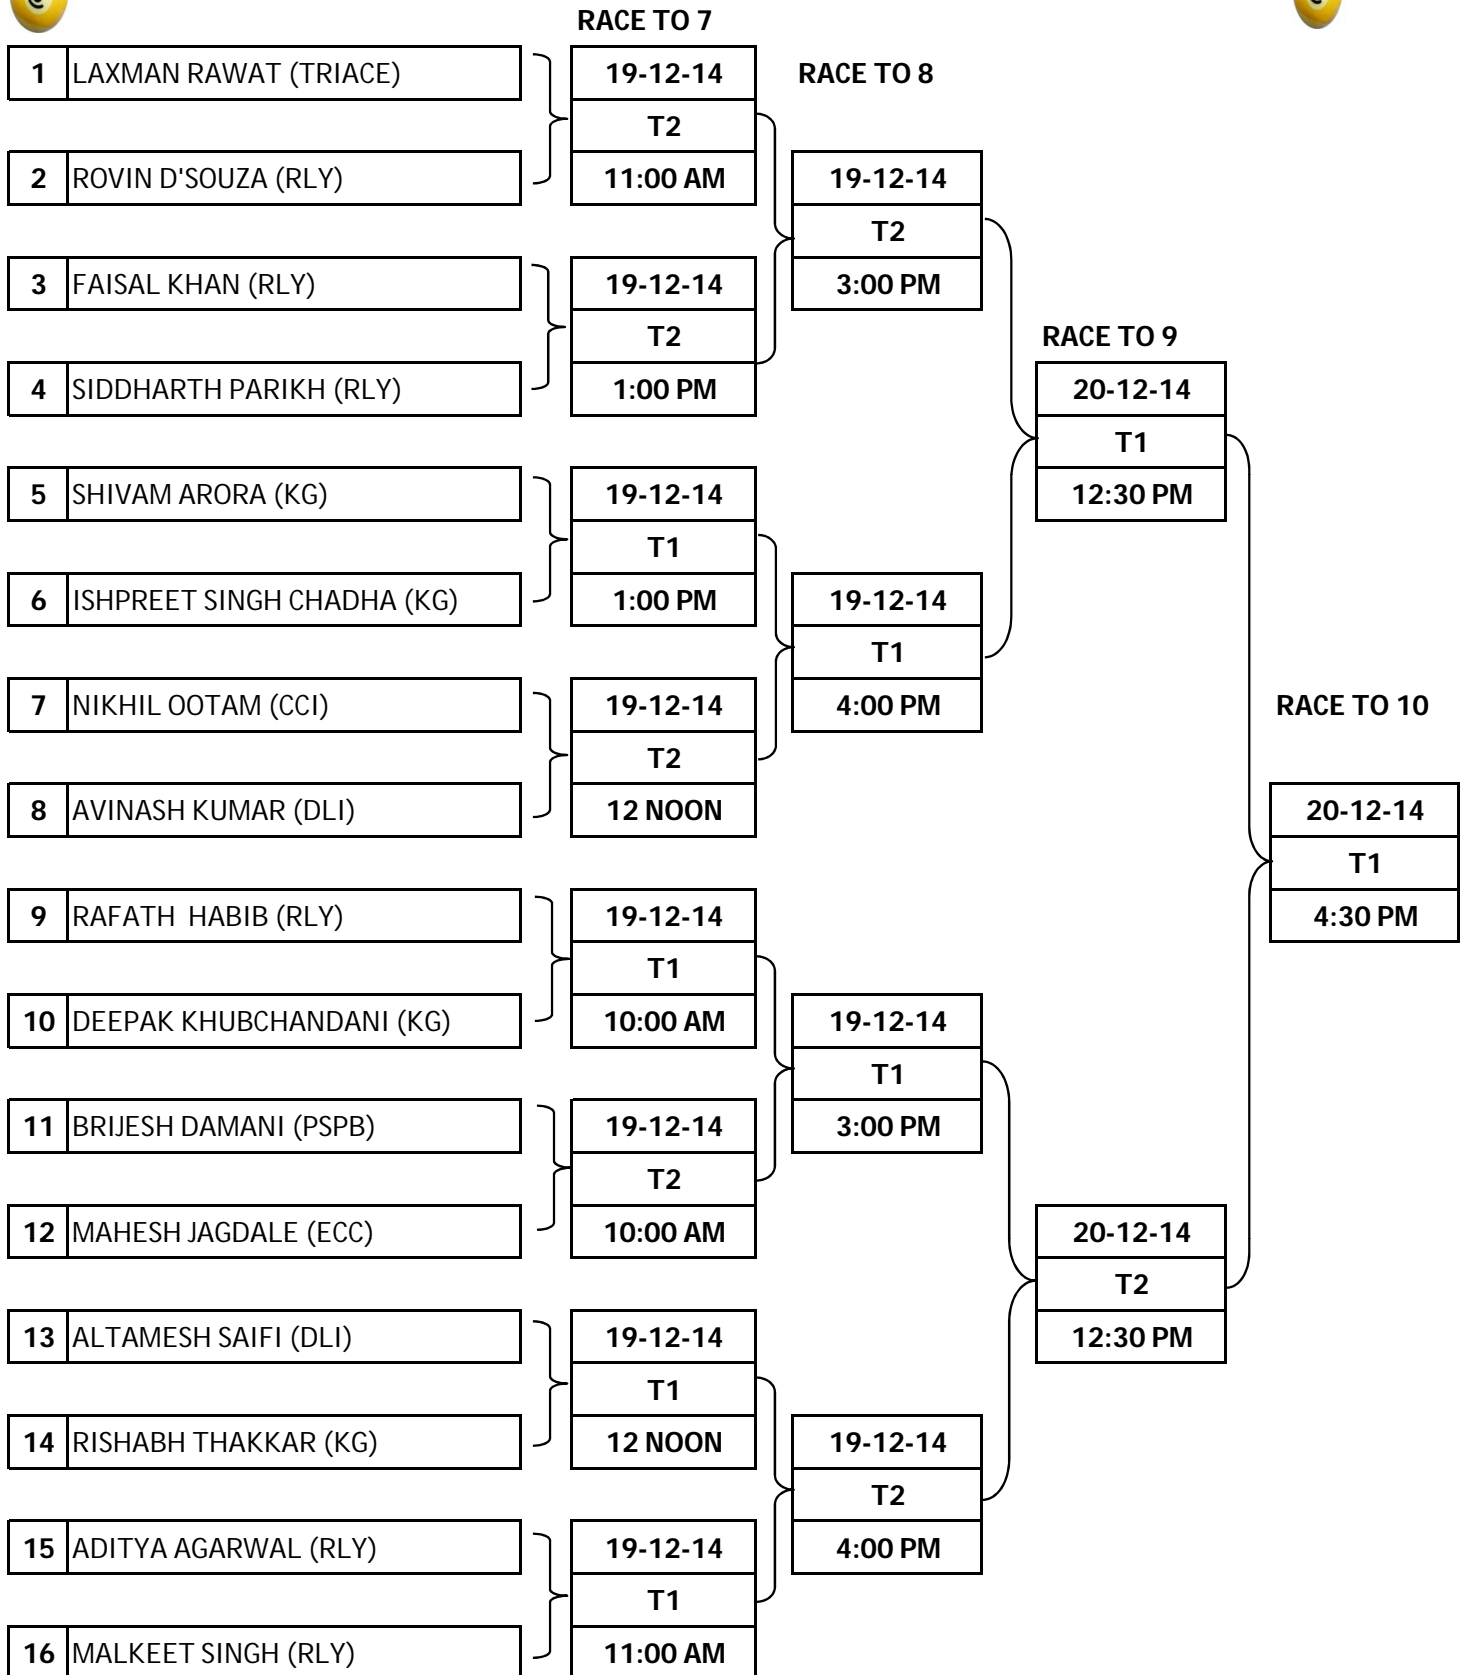 RACE TO 7
1 LAXMAN RAWAT (TRIACE) 19-12-14 RACE TO 8
T2
2 ROVIN D'SOUZA (RLY) 11:00 AM 19-12-14
T2
3 FAISAL KHAN (RLY) 19-12-14 3:00 PM
T2 RACE TO 9
4 SIDDHARTH PARIKH (RLY) 1:00 PM 20-12-14
T1
5 SHIVAM ARORA (KG) 19-12-14 12:30 PM
T1
6 ISHPREET SINGH CHADHA (KG) 1:00 PM 19-12-14
T1
7 NIKHIL OOTAM (CCI) 19-12-14 4:00 PM RACE TO 10
T2
8 AVINASH KUMAR (DLI) 12 NOON 20-12-14
T1
9 RAFATH HABIB (RLY) 19-12-14 4:30 PM
T1
10 DEEPAK KHUBCHANDANI (KG) 10:00 AM 19-12-14
T1
11 BRIJESH DAMANI (PSPB) 19-12-14 3:00 PM
T2
12 MAHESH JAGDALE (ECC) 10:00 AM 20-12-14
T2
13 ALTAMESH SAIFI (DLI) 19-12-14 12:30 PM
T1
14 RISHABH THAKKAR (KG) 12 NOON 19-12-14
T2
15 ADITYA AGARWAL (RLY) 19-12-14 4:00 PM
T1
16 MALKEET SINGH (RLY) 11:00 AM